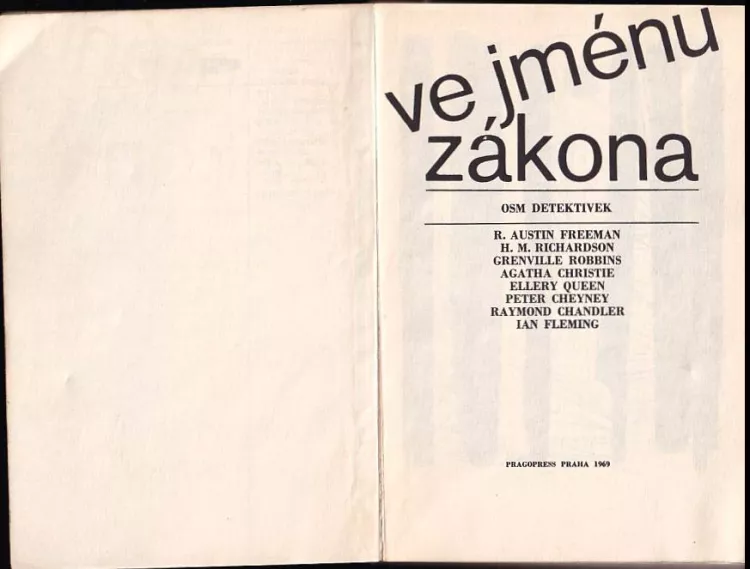 ve jménu
zákona
OSM DETEKTIVEK
R. AUSTIN FREEMAN
H. M. RICHARDSON
GRENVILLE ROBBINS
AGATHA CHRISTIE
ELLERY QUEEN
PETER CHEYNEY
RAYMOND CHANDLER
IAN FLEMING
PRAGOPRESS PRAHA 1969